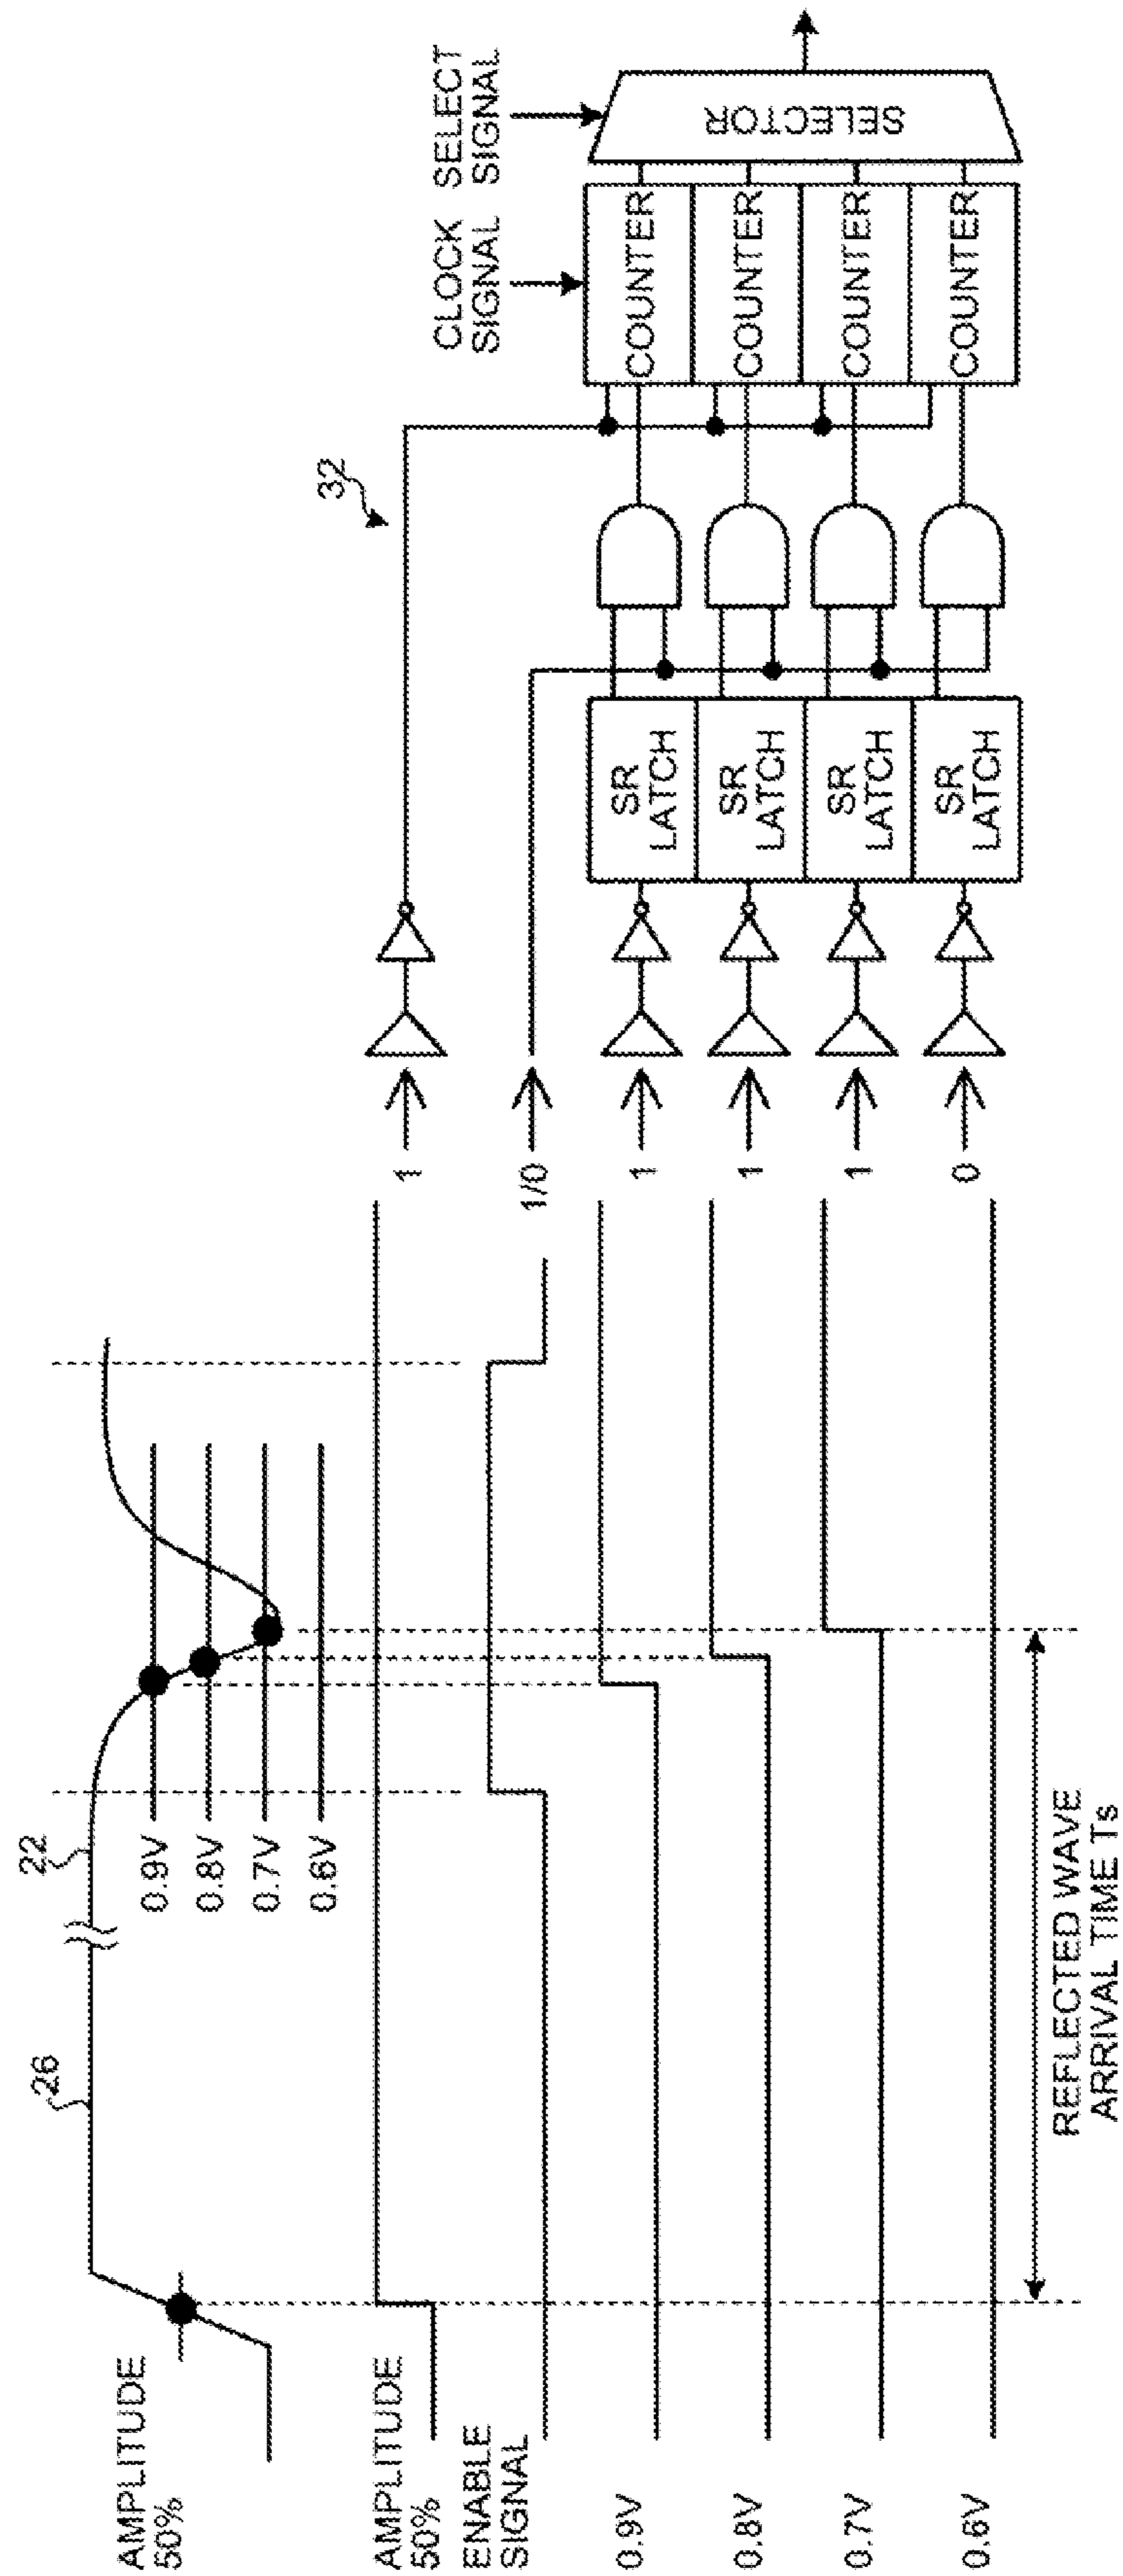 AMPLITUDE
50%
26
22
0.9V
0.8V
0.7V
0.6V
AMPLITUDE
50%
ENABLE
SIGNAL
0.9V
0.8V
0.7V
0.6V
REFLECTED WAVE
ARRIVAL TIME Ts
1
1/0
1
1
1
0
32
SR
LATCH
SR
LATCH
SR
LATCH
SR
LATCH
CLOCK
SIGNAL
SELECT
SIGNAL
COUNTER
COUNTER
COUNTER
COUNTER
SELECTOR